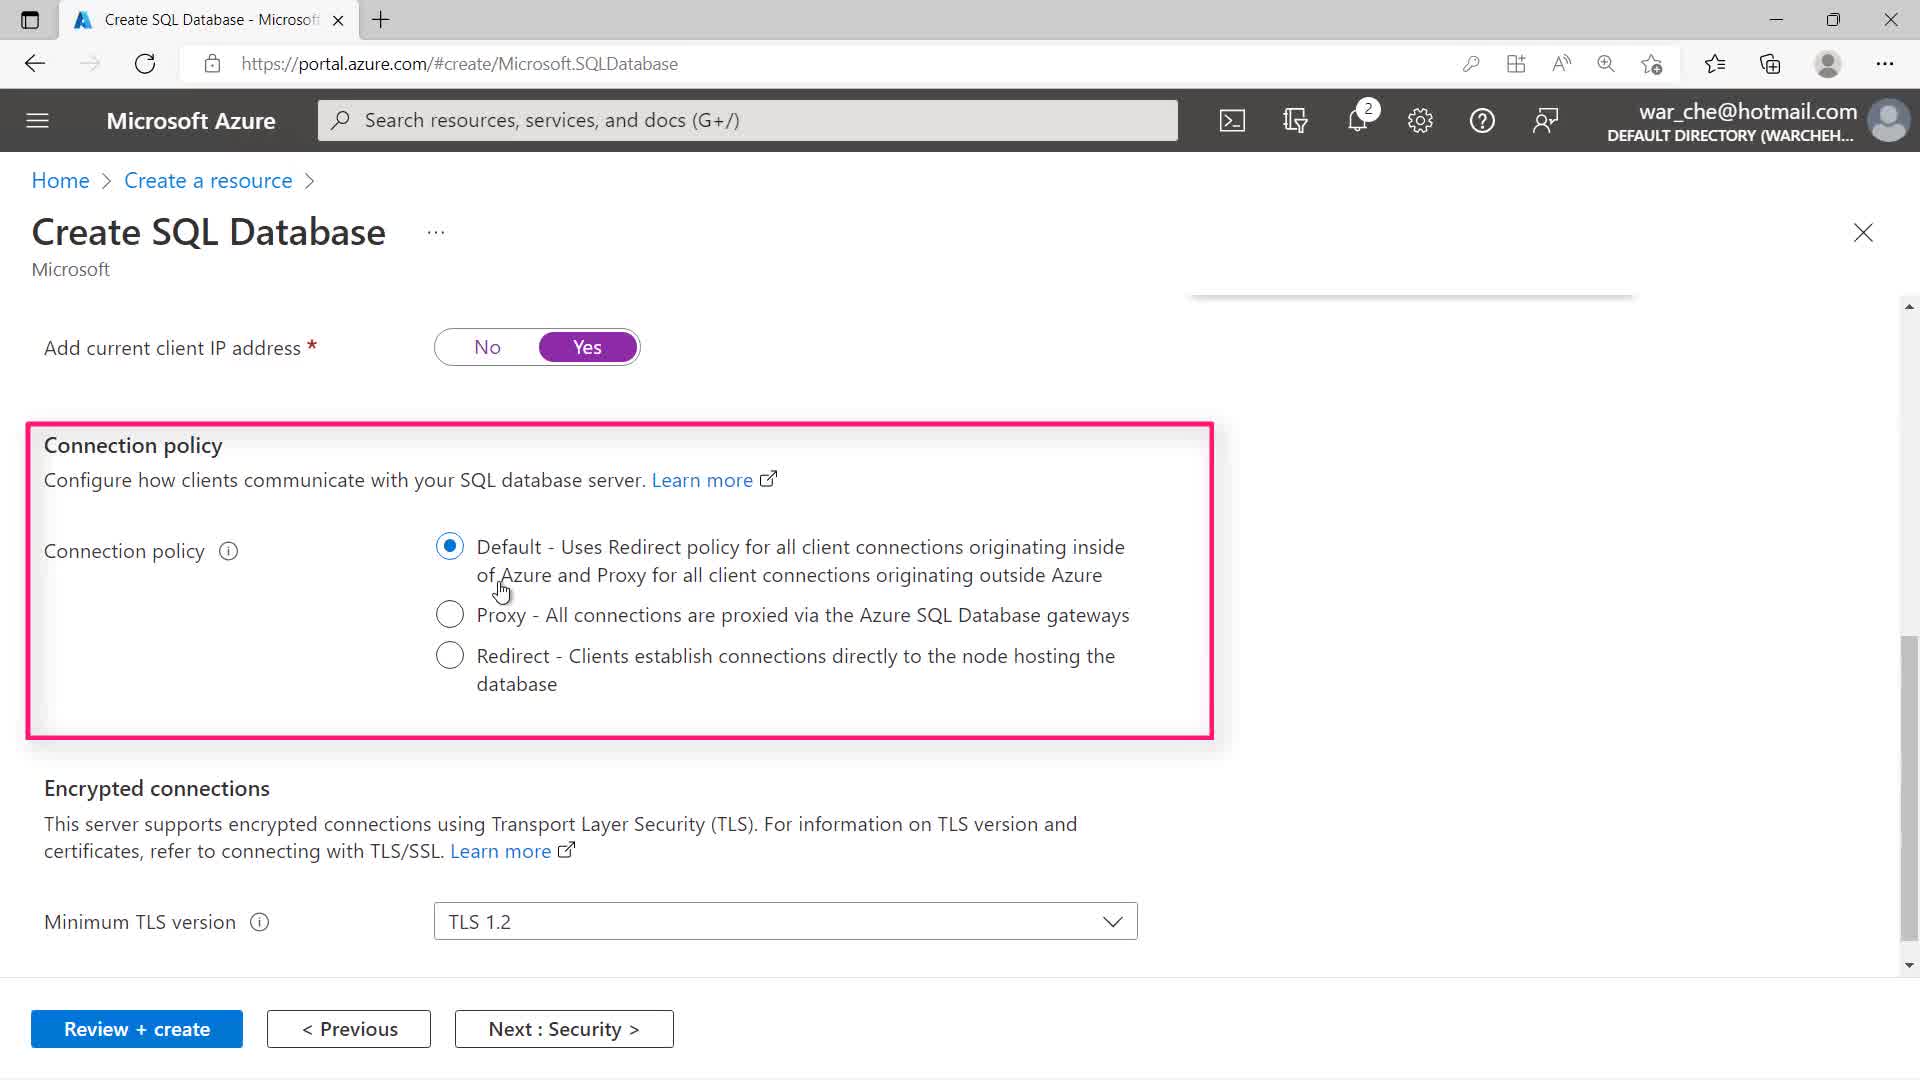 Create SQL Database - Microsof
https://portal.azure.com/#create/Microsoft.SQLDatabase
Microsoft Azure
Search resources, services, and docs (G+/)
2
war_che@hotmail.com
DEFAULT DIRECTORY (WARCHEH...
Home > Create a resource >
Create SQL Database ...
Microsoft
Add current client IP address *
No Yes
Connection policy
Configure how clients communicate with your SQL database server. Learn more
Connection policy
Default - Uses Redirect policy for all client connections originating inside
of Azure and Proxy for all client connections originating outside Azure
Proxy - All connections are proxied via the Azure SQL Database gateways
Redirect - Clients establish connections directly to the node hosting the
database
Encrypted connections
This server supports encrypted connections using Transport Layer Security (TLS). For information on TLS version and
certificates, refer to connecting with TLS/SSL. Learn more
Minimum TLS version
TLS 1.2
Review + create
< Previous
Next : Security >